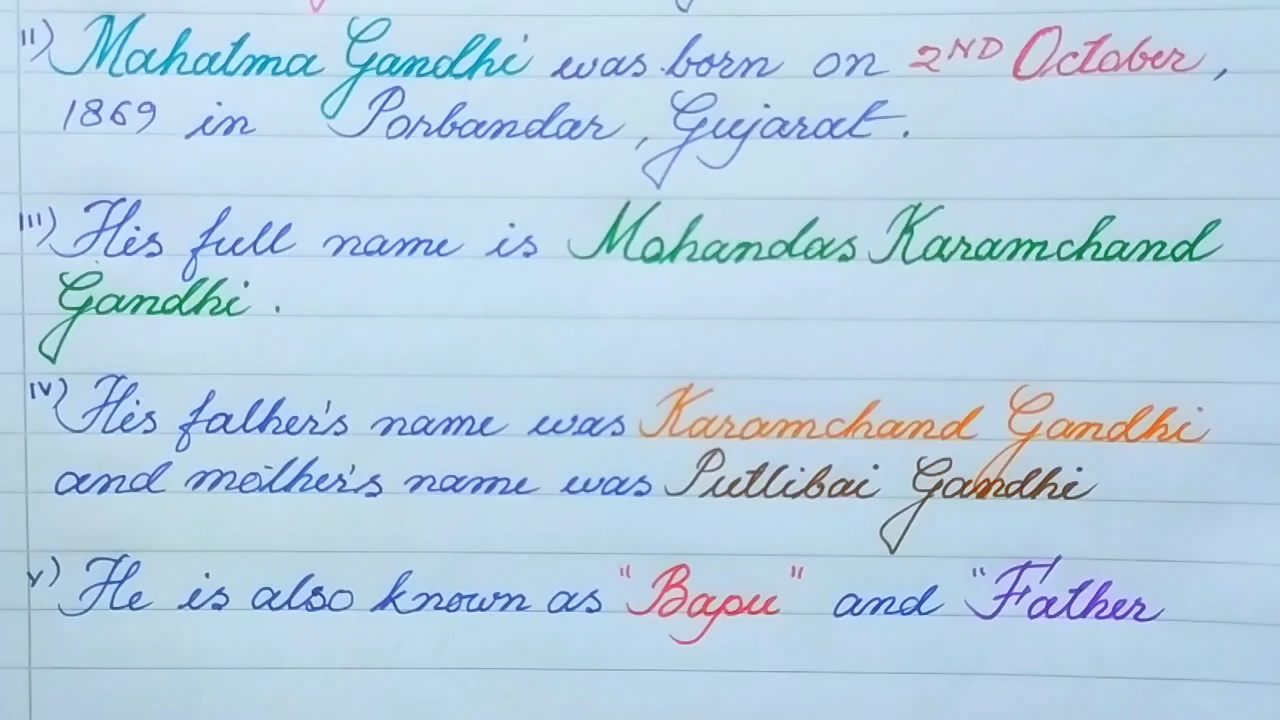 II) Mahatma Gandhi was born on 2ND October,
1869 in Porbandar, Gujarat.
III) His full name is Mohandas Karamchand
Gandhi.
IV) His father's name was Karamchand Gandhi
and mother's name was Putlibai Gandhi
V) He is also known as "Bapu" and "Father